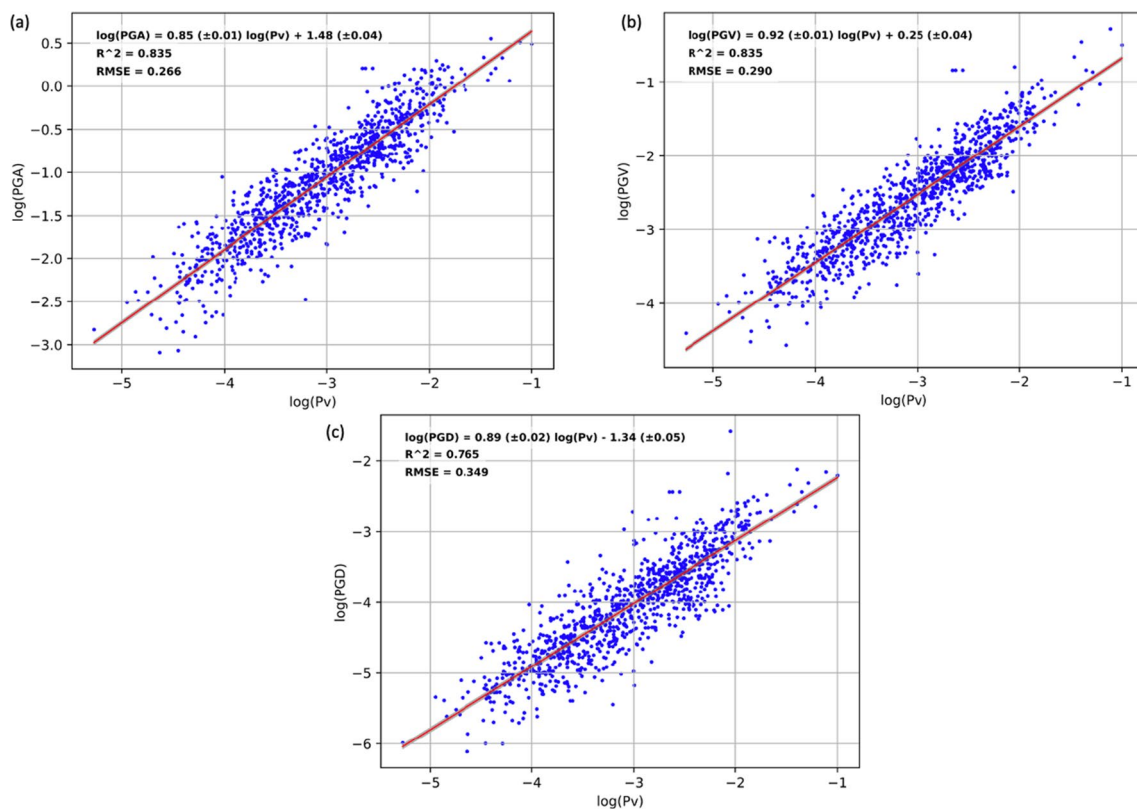 (a)
log(PGA) = 0.85 (±0.01) log(Pv) + 1.48 (±0.04)
R^2 = 0.835
RMSE = 0.266
0.5
0.0
−0.5
−1.0
−1.5
−2.0
−2.5
−3.0
log(PGA)
−5 −4 −3 −2 −1
log(Pv)
(b)
log(PGV) = 0.92 (±0.01) log(Pv) + 0.25 (±0.04)
R^2 = 0.835
RMSE = 0.290
−1
−2
−3
−4
log(PGV)
−5 −4 −3 −2 −1
log(Pv)
(c)
log(PGD) = 0.89 (±0.02) log(Pv) - 1.34 (±0.05)
R^2 = 0.765
RMSE = 0.349
−2
−3
−4
−5
−6
log(PGD)
−5 −4 −3 −2 −1
log(Pv)